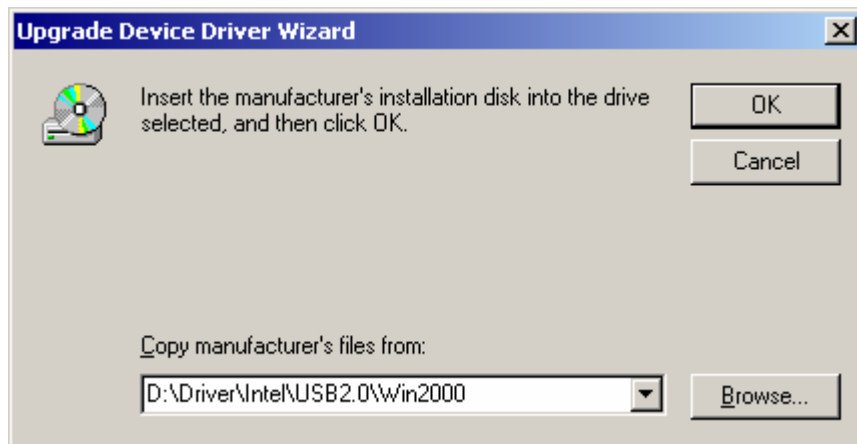 Upgrade Device Driver Wizard
Insert the manufacturer's installation disk into the drive
selected, and then click OK.
OK
Cancel
Copy manufacturer's files from:
D:\Driver\Intel\USB2.0\Win2000
Browse...